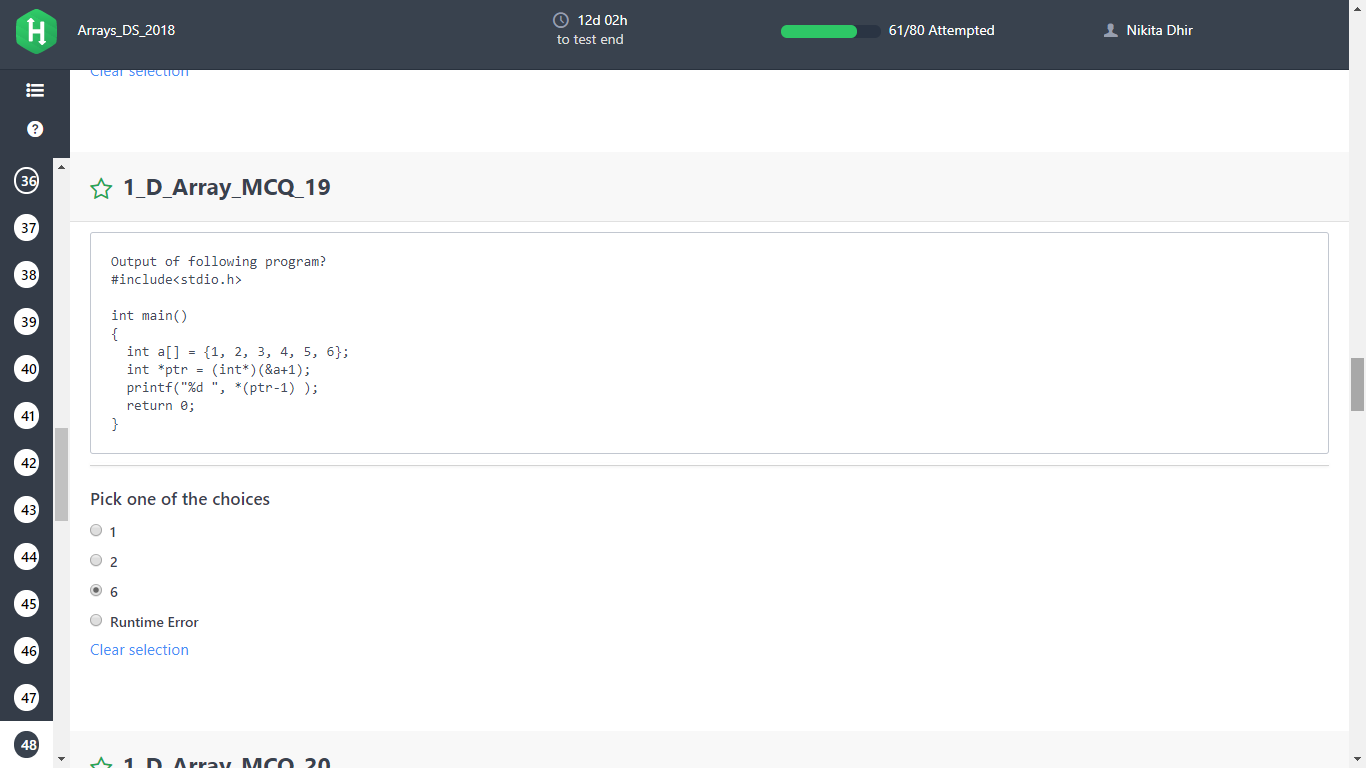 Arrays_DS_2018
12d 02h
to test end
61/80 Attempted
Nikita Dhir
Clear selection
?
36
37
38
39
40
41
42
43
44
45
46
47
48
1_D_Array_MCQ_19
Output of following program?
#include<stdio.h>
int main()
{
int a[] = {1, 2, 3, 4, 5, 6};
int *ptr = (int*)(&a+1);
printf("%d ", *(ptr-1) );
return 0;
}
Pick one of the choices
1
2
6
Runtime Error
Clear selection
1_D_Array_MCQ_20